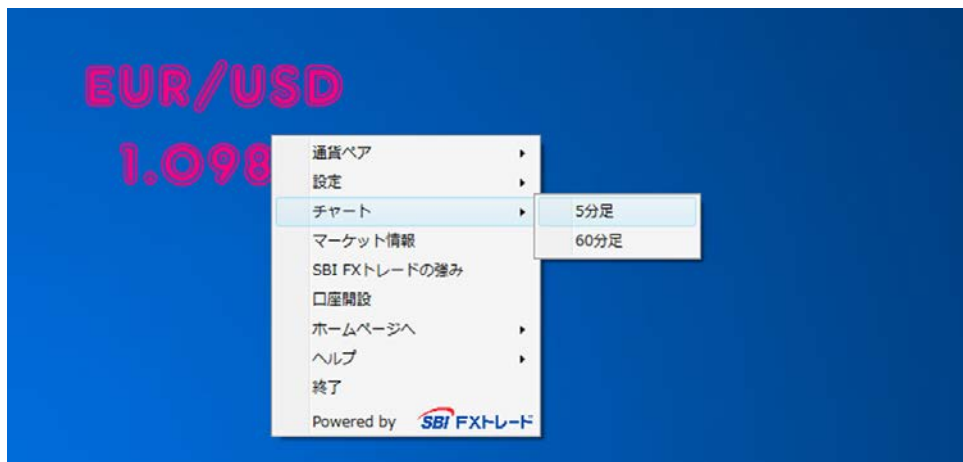 EUR/USD
1.098
通貨ペア
設定
チャート
5分足
マーケット情報
60分足
SBI FXトレードの強み
口座開設
ホームページへ
ヘルプ
終了
Powered by SBI FXトレード